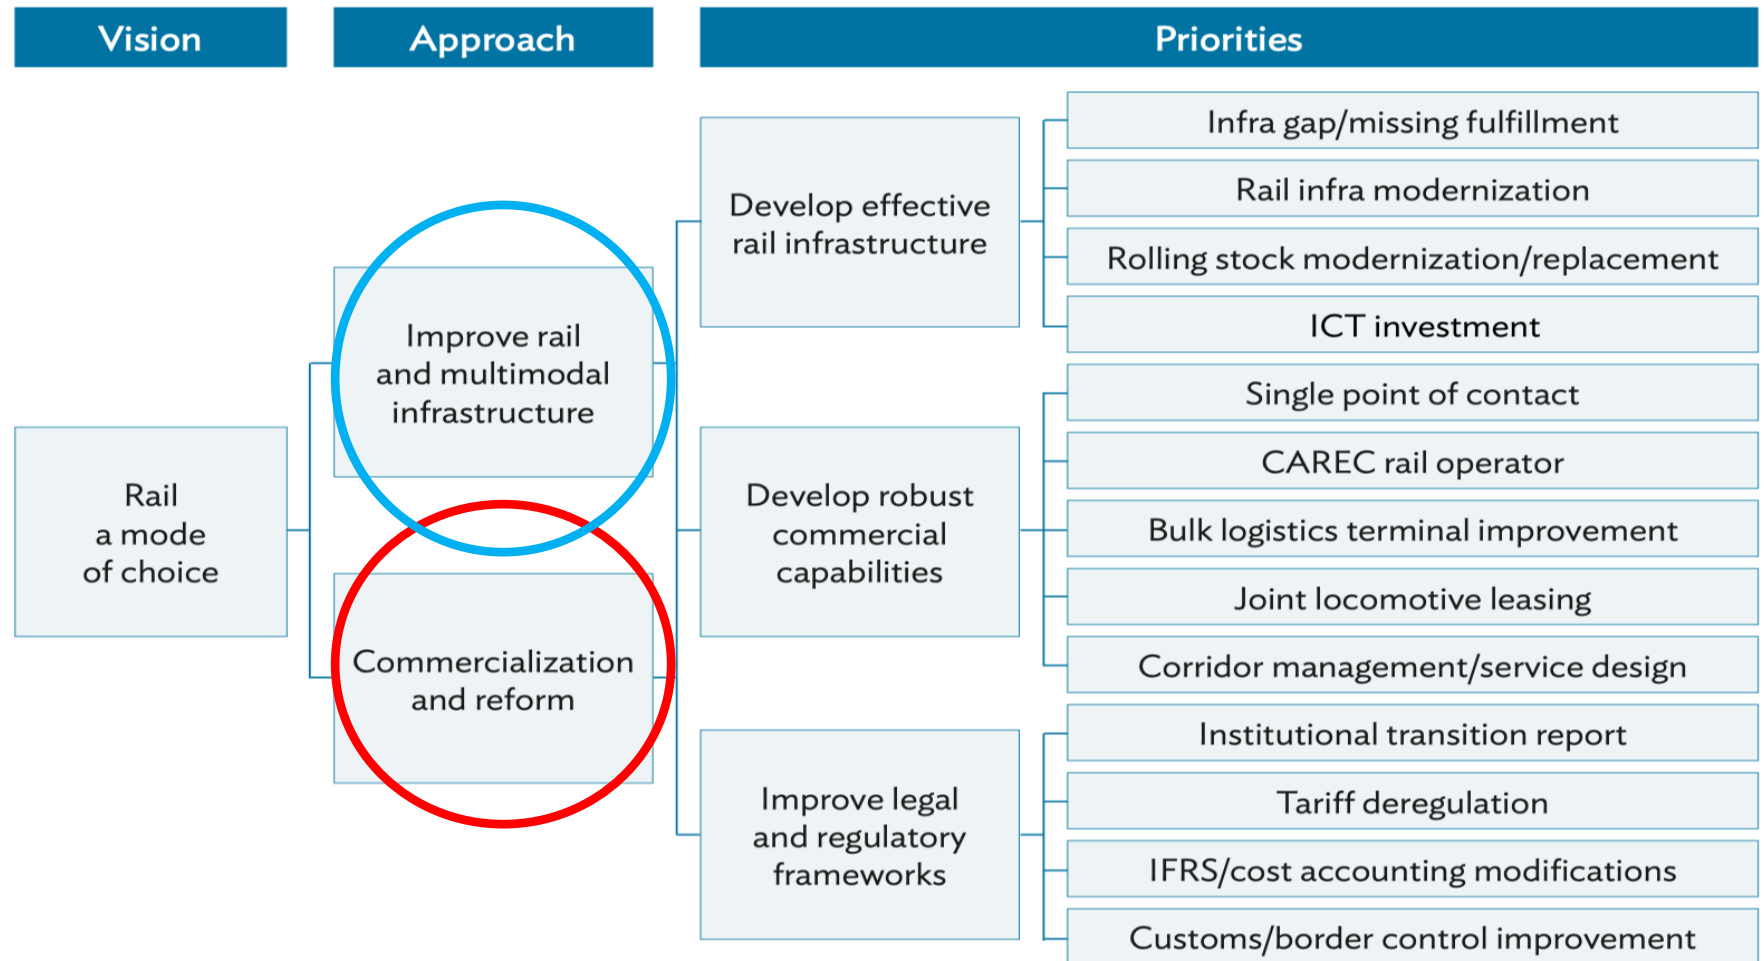 Vision
Approach
Priorities
Rail
a mode
of choice
Improve rail
and multimodal
infrastructure
Commercialization
and reform
Develop effective
rail infrastructure
Infra gap/missing fulfillment
Rail infra modernization
Rolling stock modernization/replacement
ICT investment
Develop robust
commercial
capabilities
Single point of contact
CAREC rail operator
Bulk logistics terminal improvement
Joint locomotive leasing
Corridor management/service design
Improve legal
and regulatory
frameworks
Institutional transition report
Tariff deregulation
IFRS/cost accounting modifications
Customs/border control improvement